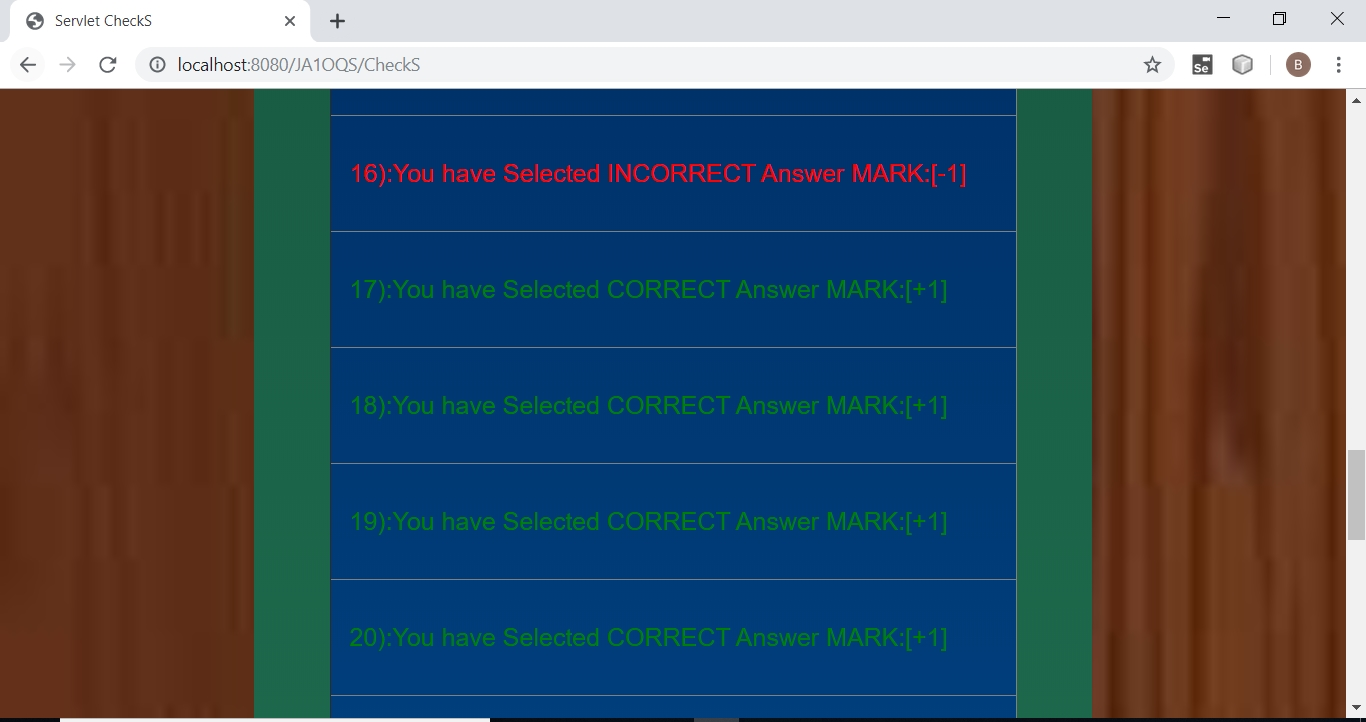 Servlet CheckS
localhost:8080/JA1OQS/CheckS
Se
B
16):You have Selected INCORRECT Answer MARK:[-1]
17):You have Selected CORRECT Answer MARK:[+1]
18):You have Selected CORRECT Answer MARK:[+1]
19):You have Selected CORRECT Answer MARK:[+1]
20):You have Selected CORRECT Answer MARK:[+1]